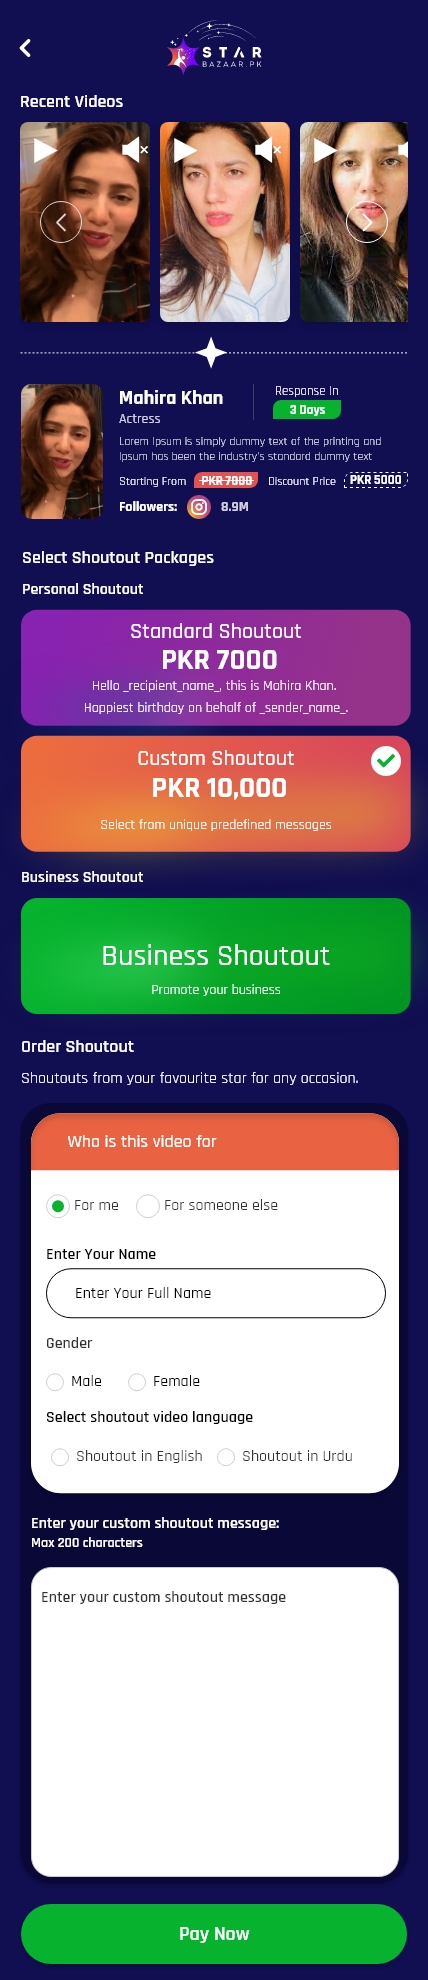 STAR
BAZAAR.PK
Recent Videos
Mahira Khan
Actress
Response In
3 Days
Lorem Ipsum is simply dummy text of the printing and
Ipsum has been the industry's standard dummy text
Starting From PKR 7000 Discount Price PKR 5000
Followers: 8.9M
Select Shoutout Packages
Personal Shoutout
Standard Shoutout
PKR 7000
Hello _recipient_name_, this is Mahira Khan.
Happiest birthday on behalf of _sender_name_.
Custom Shoutout
PKR 10,000
Select from unique predefined messages
Business Shoutout
Business Shoutout
Promote your business
Order Shoutout
Shoutouts from your favourite star for any occasion.
Who is this video for
For me For someone else
Enter Your Name
Enter Your Full Name
Gender
Male Female
Select shoutout video language
Shoutout in English Shoutout in Urdu
Enter your custom shoutout message:
Max 200 characters
Enter your custom shoutout message
Pay Now